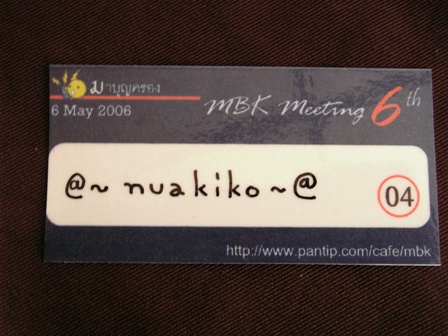 มาบุญครอง
6 May 2006 MBK Meeting 6th
@~ nuakiko ~@ 04
http://www.pantip.com/cafe/mbk